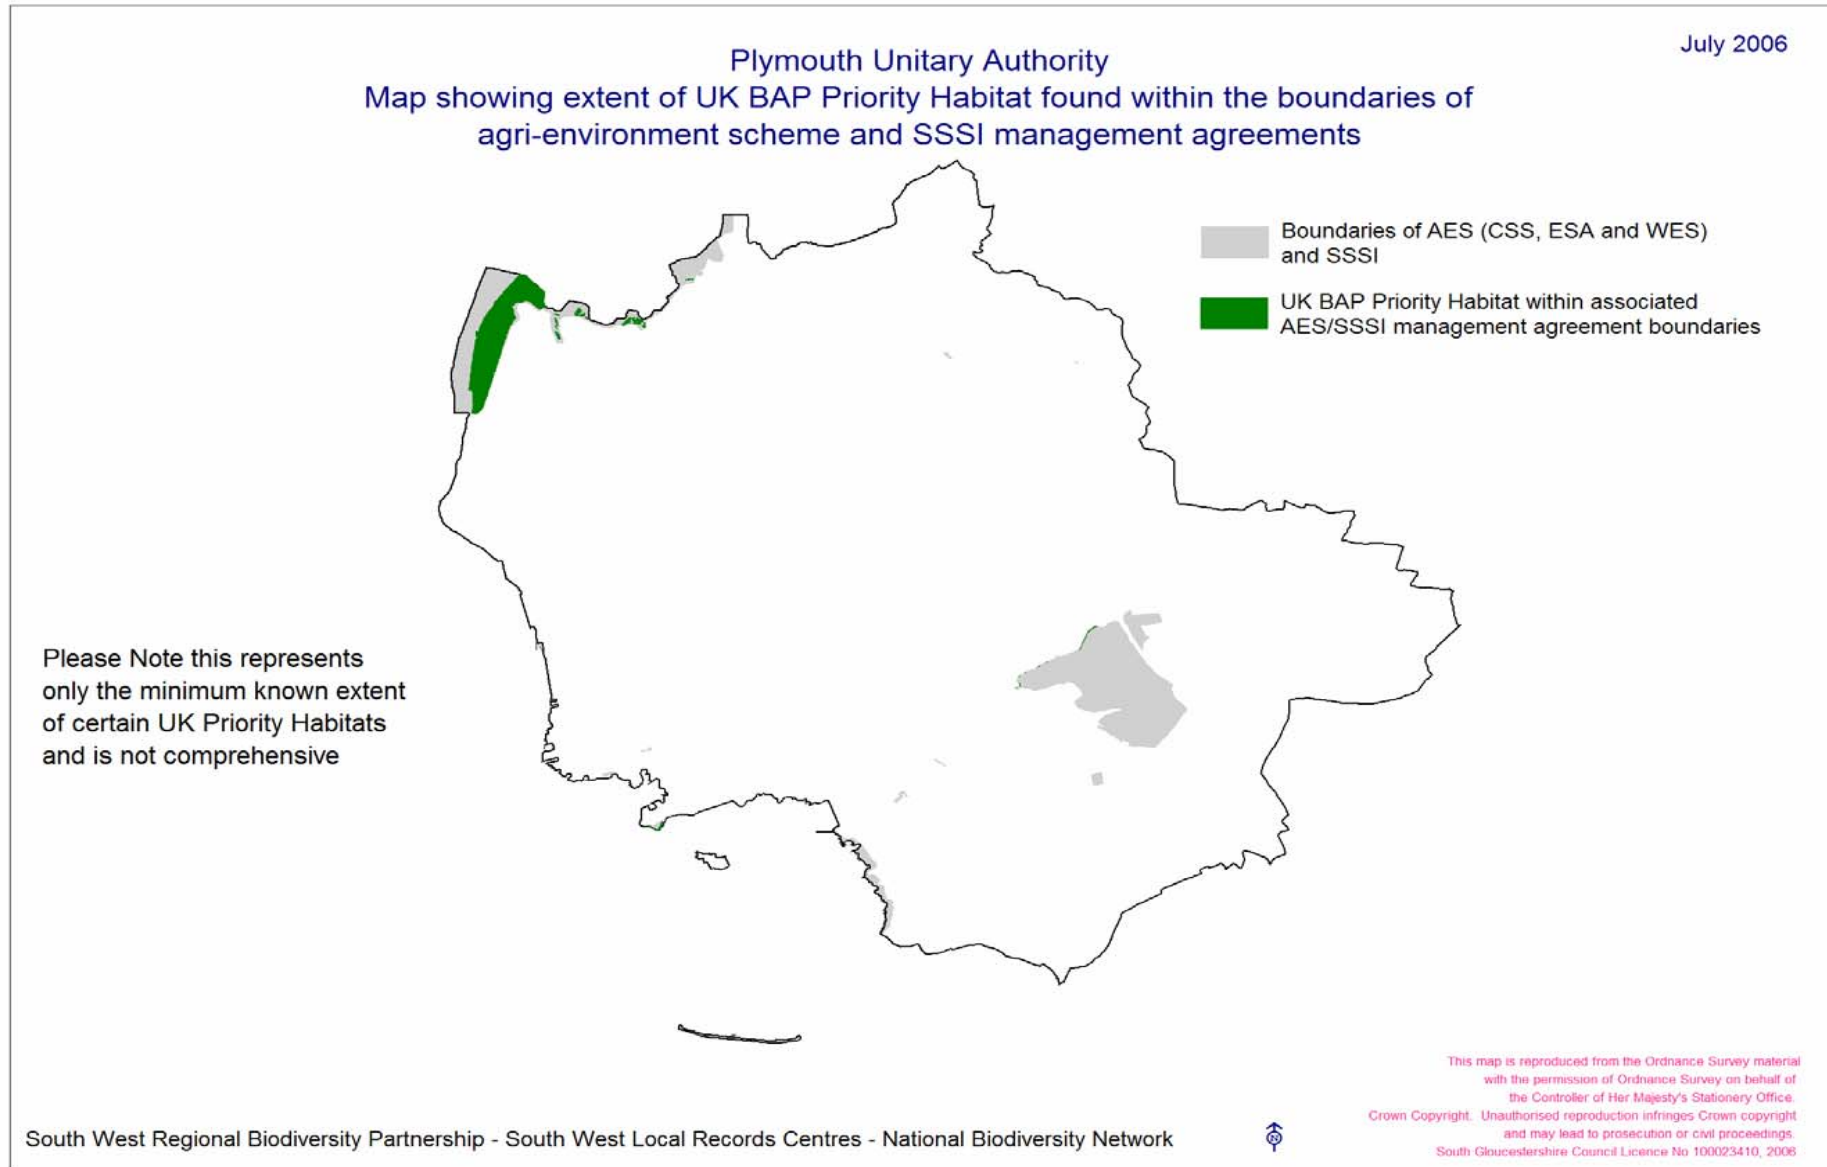 July 2006
Plymouth Unitary Authority
Map showing extent of UK BAP Priority Habitat found within the boundaries of
agri-environment scheme and SSSI management agreements
Boundaries of AES (CSS, ESA and WES)
and SSSI
UK BAP Priority Habitat within associated
AES/SSSI management agreement boundaries
Please Note this represents
only the minimum known extent
of certain UK Priority Habitats
and is not comprehensive
This map is reproduced from the Ordnance Survey material
with the permission of Ordnance Survey on behalf of
the Controller of Her Majesty's Stationery Office.
Crown Copyright. Unauthorised reproduction infringes Crown copyright
and may lead to prosecution or civil proceedings.
South Gloucestershire Council Licence No 100023410, 2006
South West Regional Biodiversity Partnership - South West Local Records Centres - National Biodiversity Network
N